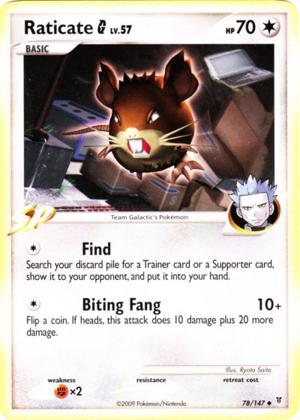 Raticate G LV.57 HP 70
BASIC
Team Galactic's Pokémon
SP
Find
Search your discard pile for a Trainer card or a Supporter card,
show it to your opponent, and put it into your hand.
Biting Fang 10+
Flip a coin. If heads, this attack does 10 damage plus 20 more
damage.
Illus. Ryota Saito
weakness resistance retreat cost
×2
©2009 Pokémon/Nintendo 78/147